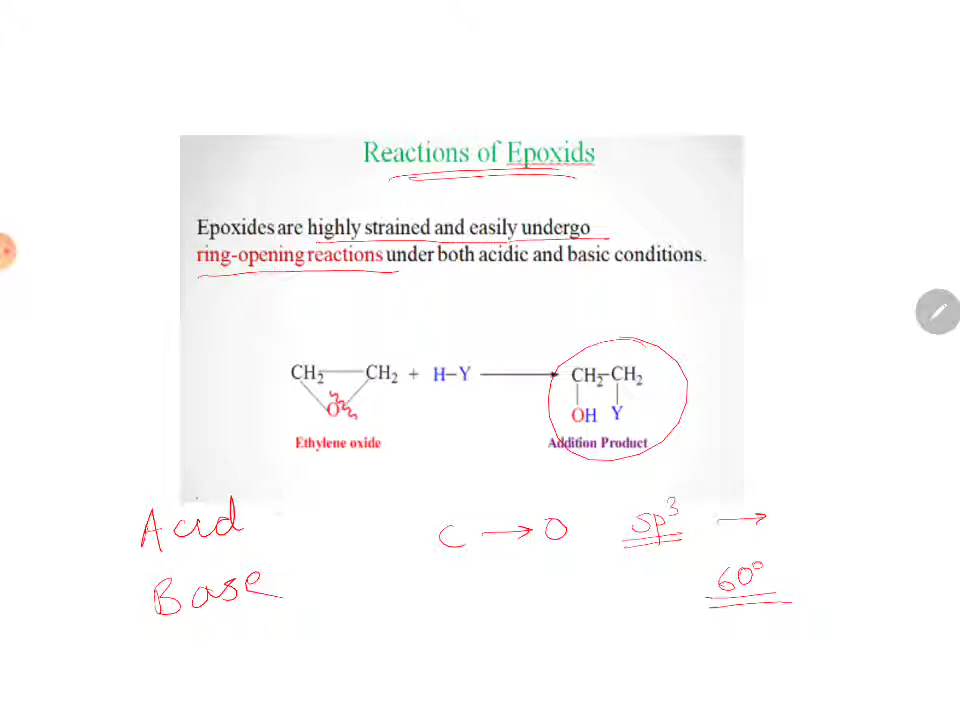 Reactions of Epoxids
Epoxides are highly strained and easily undergo
ring-opening reactions under both acidic and basic conditions.
CH2 CH2 + H–Y CH2–CH2
O OH Y
Ethylene oxide Addition Product
Acid C → O sp³ →
Base 60°